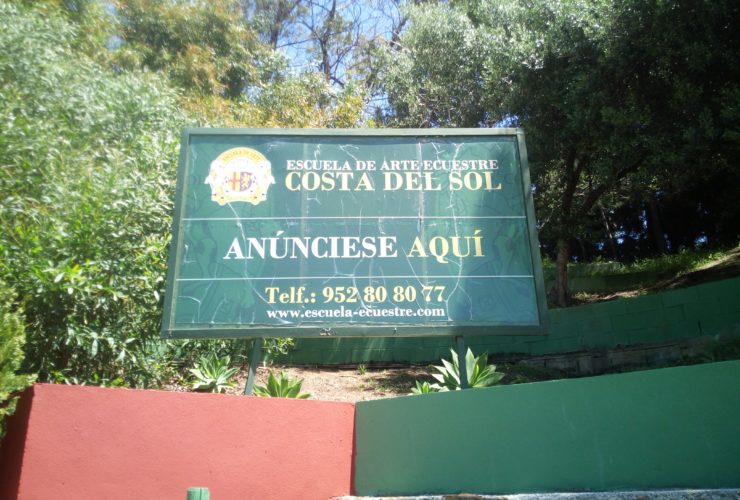 ESCUELA DE ARTE ECUESTRE
COSTA DEL SOL
ANÚNCIESE AQUÍ
Telf.: 952 80 80 77
www.escuela-ecuestre.com